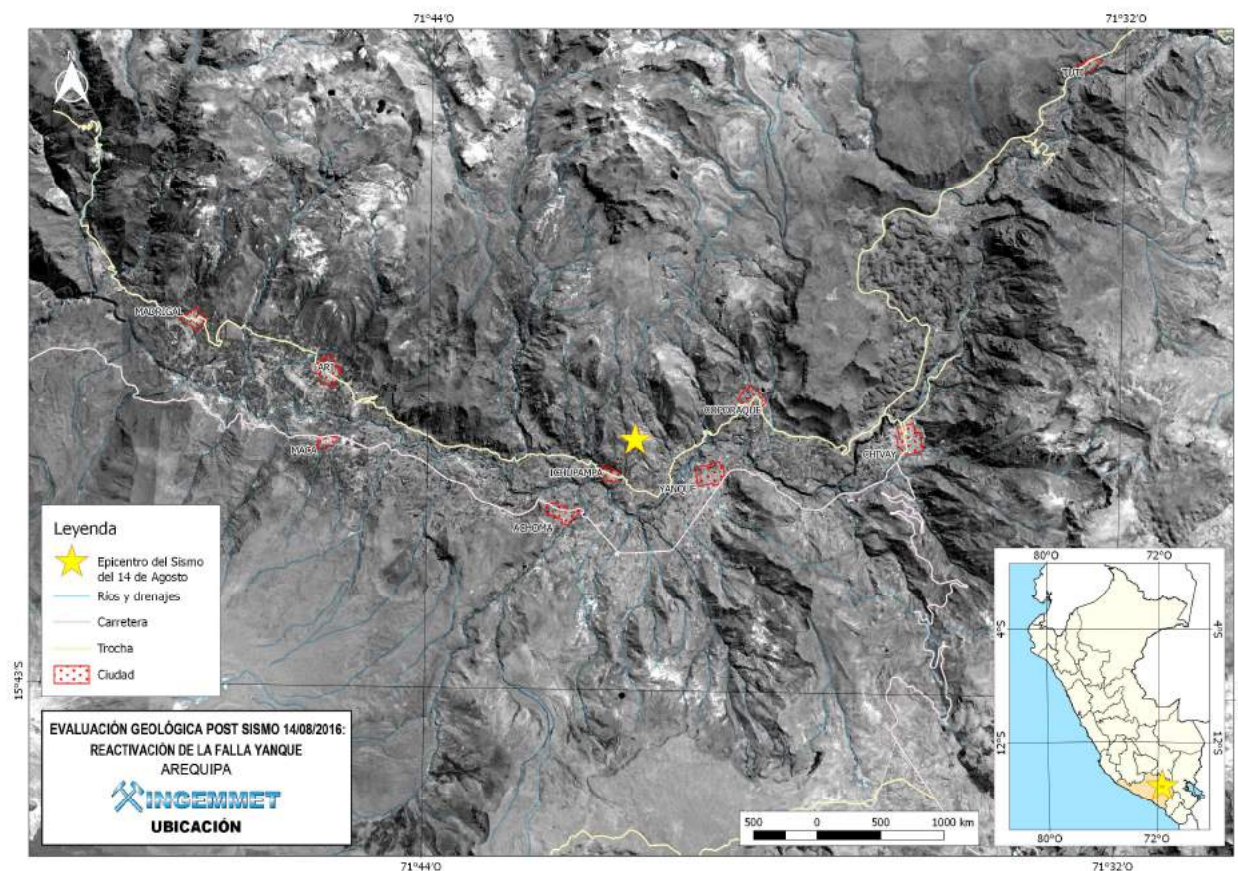 71°44'O
71°32'O
TUTI
MADRIGAL
LARI
COPORAQUE
MACA
CHIVAY
ICHUPAMPA
YANQUE
ACHOMA
Leyenda
Epicentro del Sismo
del 14 de Agosto
Ríos y drenajes
Carretera
Trocha
Ciudad
15°43'S
80°O
72°O
4°S
4°S
12°S
12°S
80°O
72°O
EVALUACIÓN GEOLÓGICA POST SISMO 14/08/2016:
REACTIVACIÓN DE LA FALLA YANQUE
AREQUIPA
INGEMMET
UBICACIÓN
500 0 500 1000 km
71°44'O
71°32'O